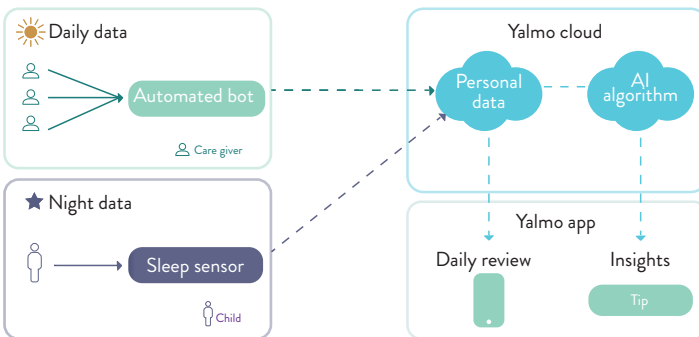 Daily data
Automated bot
Care giver
Night data
Sleep sensor
Child
Yalmo cloud
Personal
data
AI
algorithm
Yalmo app
Daily review
Insights
Tip